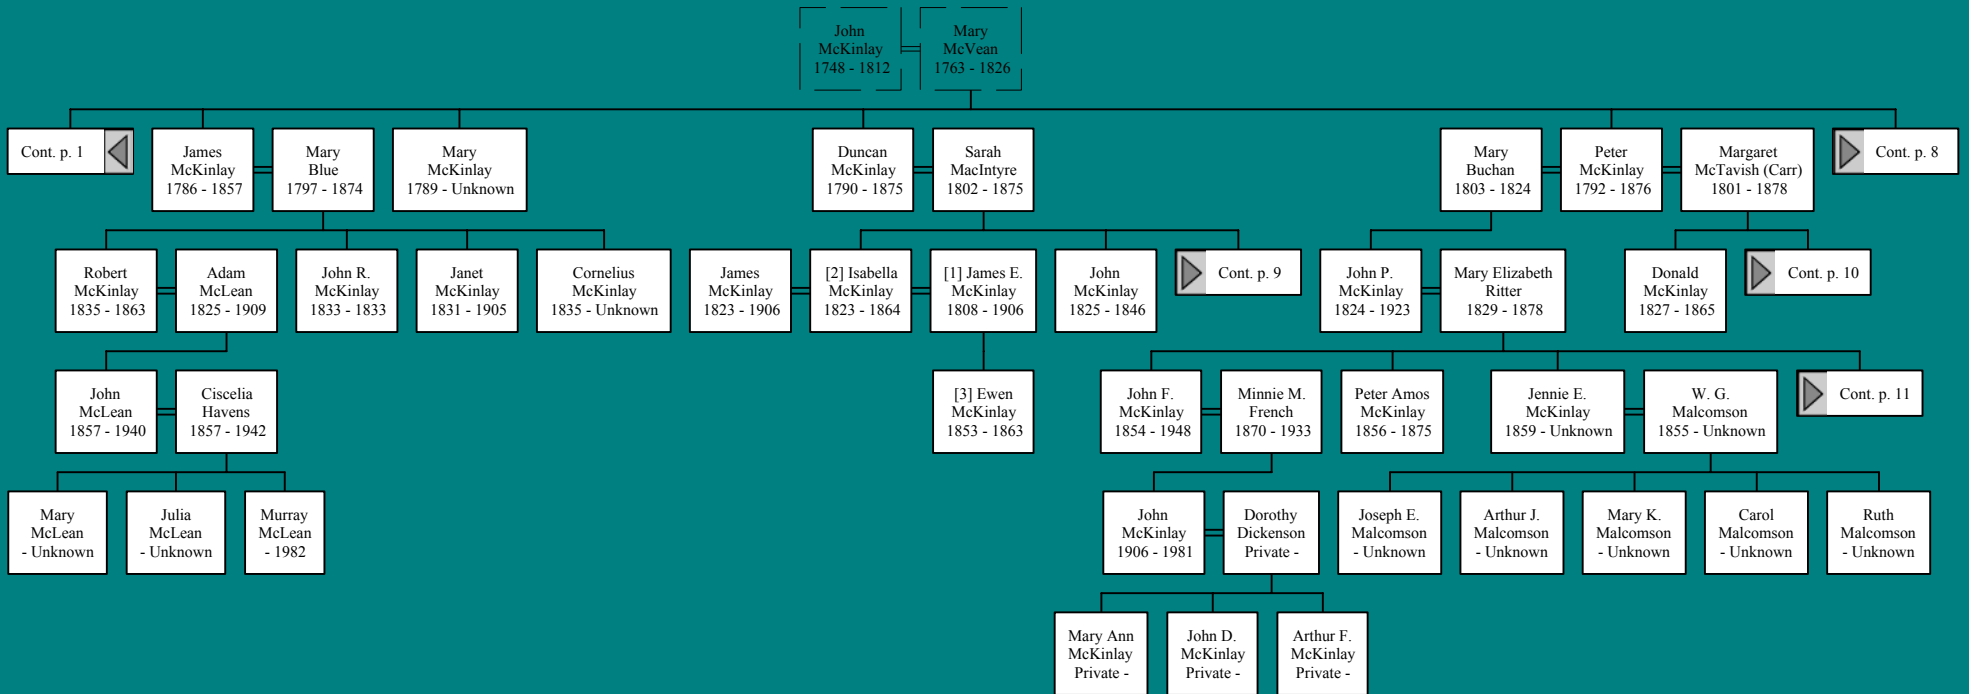 John
McKinlay
1748 - 1812
Mary
McVean
1763 - 1826
Cont. p. 1
James
McKinlay
1786 - 1857
Mary
Blue
1797 - 1874
Mary
McKinlay
1789 - Unknown
Duncan
McKinlay
1790 - 1875
Sarah
MacIntyre
1802 - 1875
Mary
Buchan
1803 - 1824
Peter
McKinlay
1792 - 1876
Margaret
McTavish (Carr)
1801 - 1878
Cont. p. 8
Robert
McKinlay
1835 - 1863
Adam
McLean
1825 - 1909
John R.
McKinlay
1833 - 1833
Janet
McKinlay
1831 - 1905
Cornelius
McKinlay
1835 - Unknown
James
McKinlay
1823 - 1906
[2] Isabella
McKinlay
1823 - 1864
[1] James E.
McKinlay
1808 - 1906
John
McKinlay
1825 - 1846
Cont. p. 9
John P.
McKinlay
1824 - 1923
Mary Elizabeth
Ritter
1829 - 1878
Donald
McKinlay
1827 - 1865
Cont. p. 10
John
McLean
1857 - 1940
Ciscelia
Havens
1857 - 1942
[3] Ewen
McKinlay
1853 - 1863
John F.
McKinlay
1854 - 1948
Minnie M.
French
1870 - 1933
Peter Amos
McKinlay
1856 - 1875
Jennie E.
McKinlay
1859 - Unknown
W. G.
Malcomson
1855 - Unknown
Cont. p. 11
Mary
McLean
- Unknown
Julia
McLean
- Unknown
Murray
McLean
- 1982
John
McKinlay
1906 - 1981
Dorothy
Dickenson
Private -
Joseph E.
Malcomson
- Unknown
Arthur J.
Malcomson
- Unknown
Mary K.
Malcomson
- Unknown
Carol
Malcomson
- Unknown
Ruth
Malcomson
- Unknown
Mary Ann
McKinlay
Private -
John D.
McKinlay
Private -
Arthur F.
McKinlay
Private -